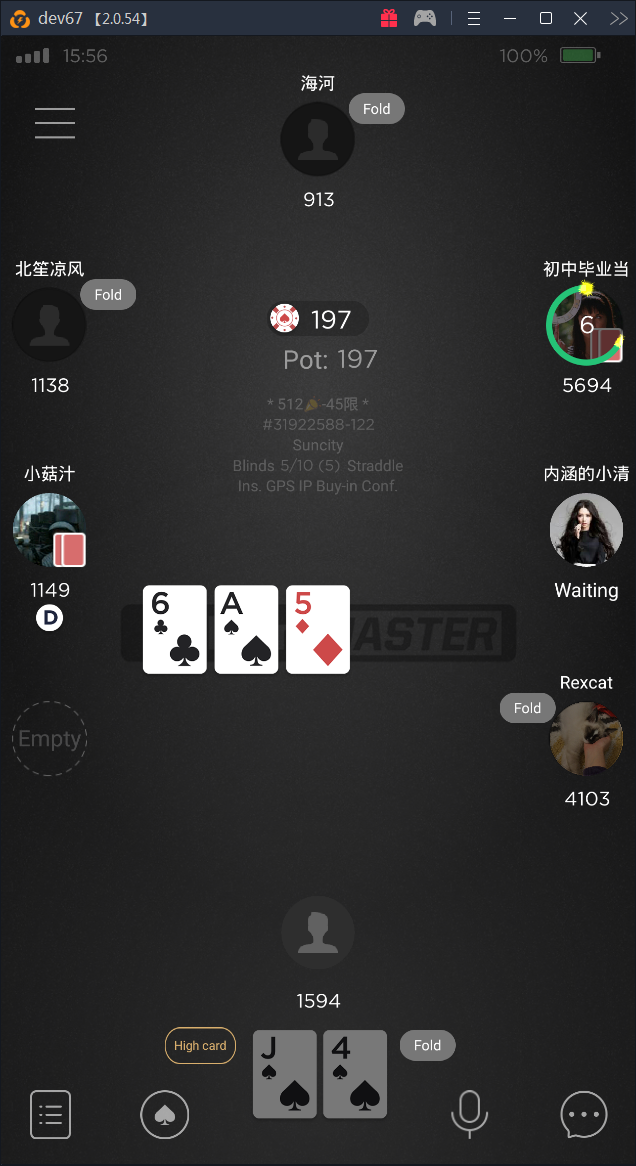 dev67 【2.0.54】
15:56
100%
海河
Fold
913
北笙凉风
Fold
1138
初中毕业当
6
5694
197
Pot: 197
* 512 -45限 *
#31922588-122
Suncity
Blinds 5/10 (5) Straddle
Ins. GPS IP Buy-in Conf.
小菇汁
1149
D
内涵的小清
Waiting
6 A 5
MASTER
Rexcat
Fold
4103
Empty
1594
High card
J 4
Fold